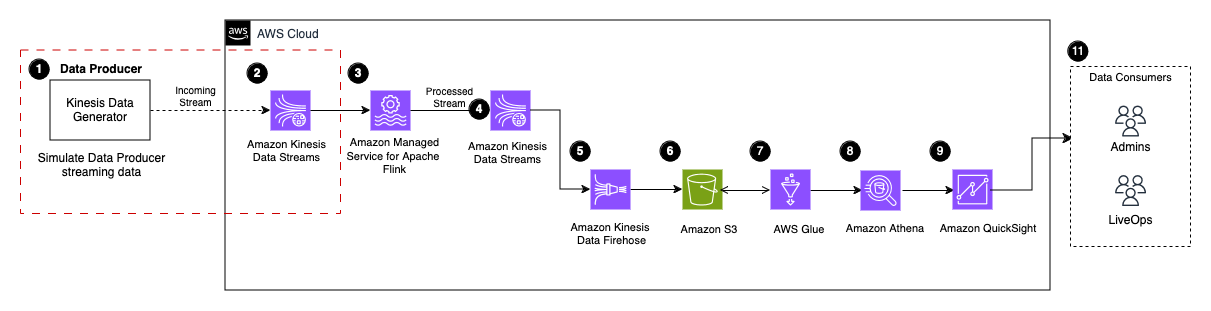 aws
AWS Cloud
1
Data Producer
Kinesis Data
Generator
Simulate Data Producer
streaming data
Incoming
Stream
2
Amazon Kinesis
Data Streams
3
Amazon Managed
Service for Apache
Flink
Processed
Stream
4
Amazon Kinesis
Data Streams
5
Amazon Kinesis
Data Firehose
6
Amazon S3
7
AWS Glue
8
Amazon Athena
9
Amazon QuickSight
11
Data Consumers
Admins
LiveOps